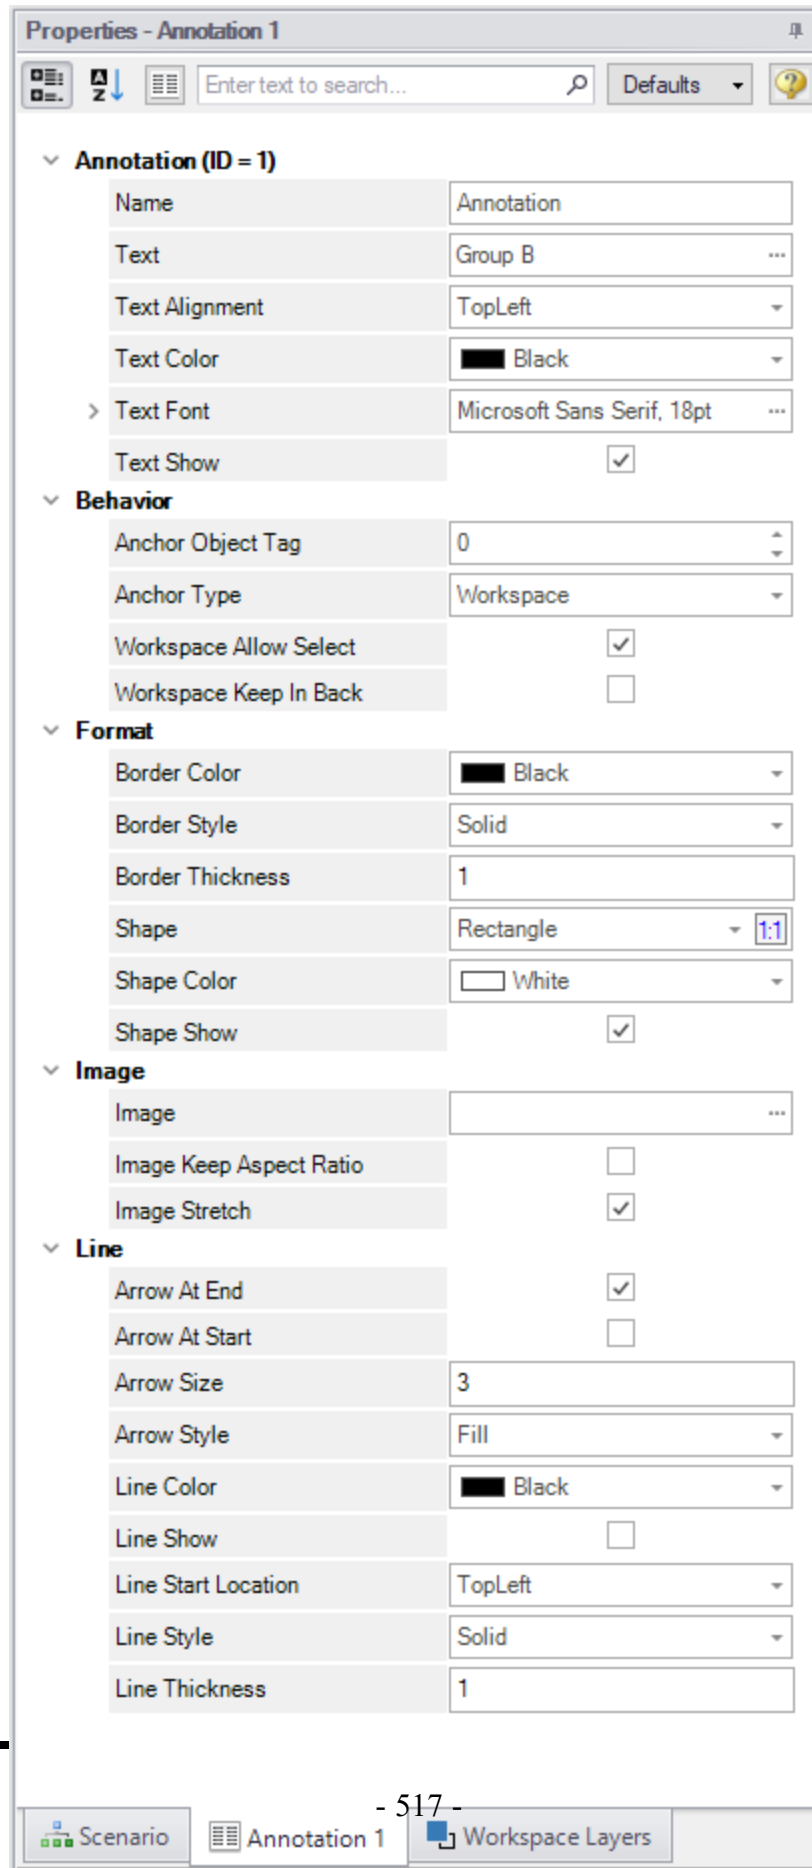 Properties - Annotation 1
A Z Enter text to search... Defaults ?
Annotation (ID = 1)
Name Annotation
Text Group B ...
Text Alignment TopLeft
Text Color Black
Text Font Microsoft Sans Serif, 18pt ...
Text Show
Behavior
Anchor Object Tag 0
Anchor Type Workspace
Workspace Allow Select
Workspace Keep In Back
Format
Border Color Black
Border Style Solid
Border Thickness 1
Shape Rectangle 1:1
Shape Color White
Shape Show
Image
Image ...
Image Keep Aspect Ratio
Image Stretch
Line
Arrow At End
Arrow At Start
Arrow Size 3
Arrow Style Fill
Line Color Black
Line Show
Line Start Location TopLeft
Line Style Solid
Line Thickness 1
- 517 -
Scenario Annotation 1 Workspace Layers